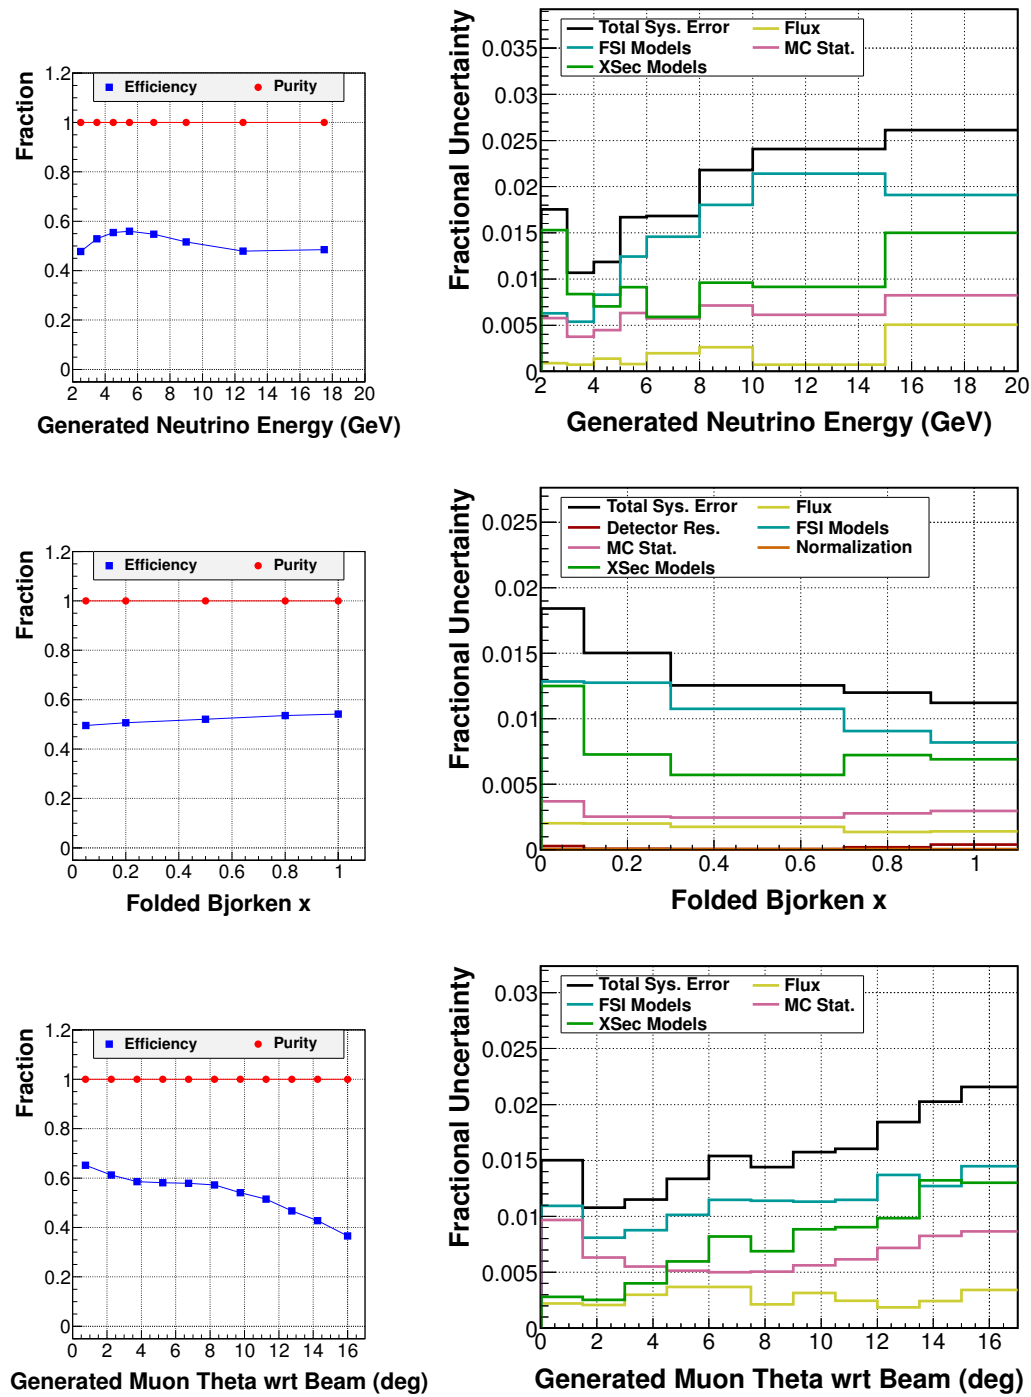 Efficiency Purity
Fraction
1.2
1
0.8
0.6
0.4
0.2
0
2 4 6 8 10 12 14 16 18 20
Generated Neutrino Energy (GeV)
Total Sys. Error Flux
FSI Models MC Stat.
XSec Models
Fractional Uncertainty
0.035
0.03
0.025
0.02
0.015
0.01
0.005
0
2 4 6 8 10 12 14 16 18 20
Generated Neutrino Energy (GeV)
Efficiency Purity
Fraction
1.2
1
0.8
0.6
0.4
0.2
0
0 0.2 0.4 0.6 0.8 1
Folded Bjorken x
Total Sys. Error Flux
Detector Res. FSI Models
MC Stat. Normalization
XSec Models
Fractional Uncertainty
0.025
0.02
0.015
0.01
0.005
0
0 0.2 0.4 0.6 0.8 1
Folded Bjorken x
Efficiency Purity
Fraction
1.2
1
0.8
0.6
0.4
0.2
0
0 2 4 6 8 10 12 14 16
Generated Muon Theta wrt Beam (deg)
Total Sys. Error Flux
FSI Models MC Stat.
XSec Models
Fractional Uncertainty
0.03
0.025
0.02
0.015
0.01
0.005
0
0 2 4 6 8 10 12 14 16
Generated Muon Theta wrt Beam (deg)